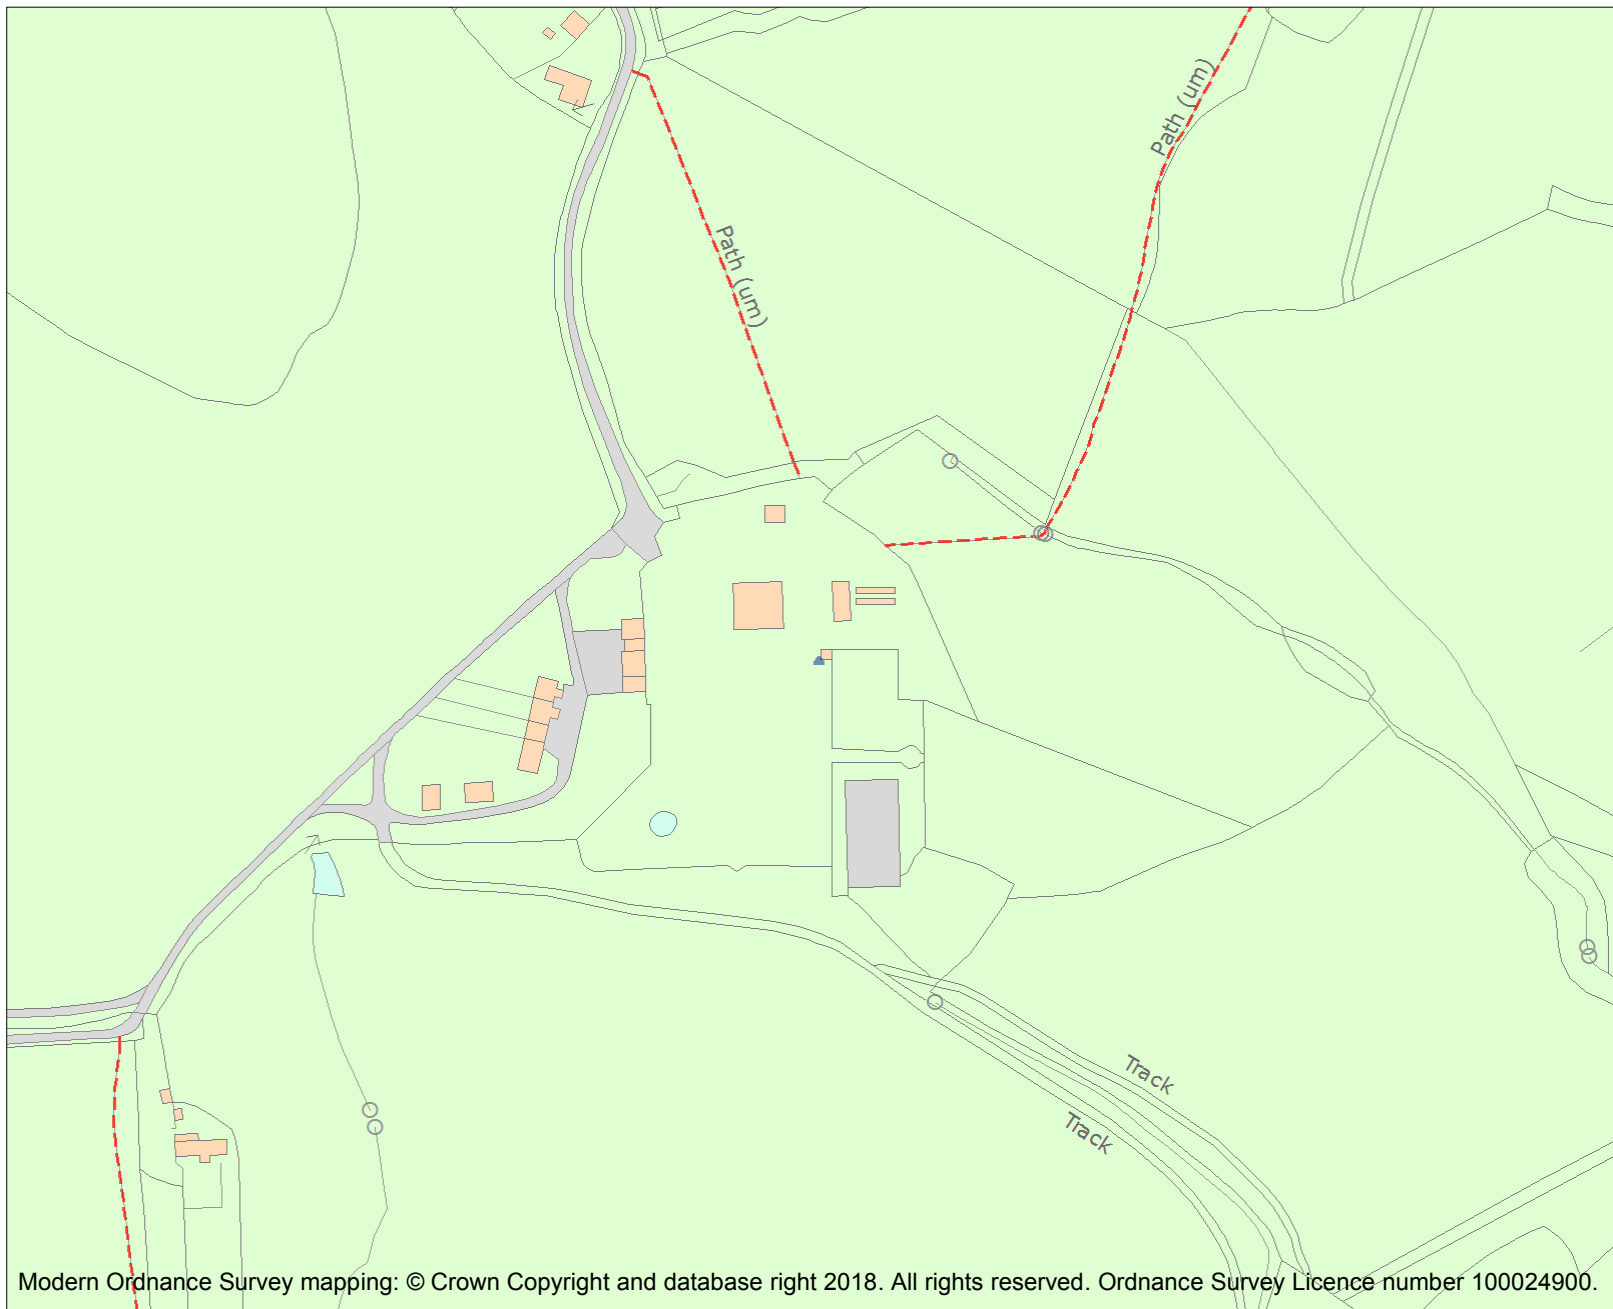 Path (um)
Path (um)
Track
Track
Modern Ordnance Survey mapping: © Crown Copyright and database right 2018. All rights reserved. Ordnance Survey Licence number 100024900.